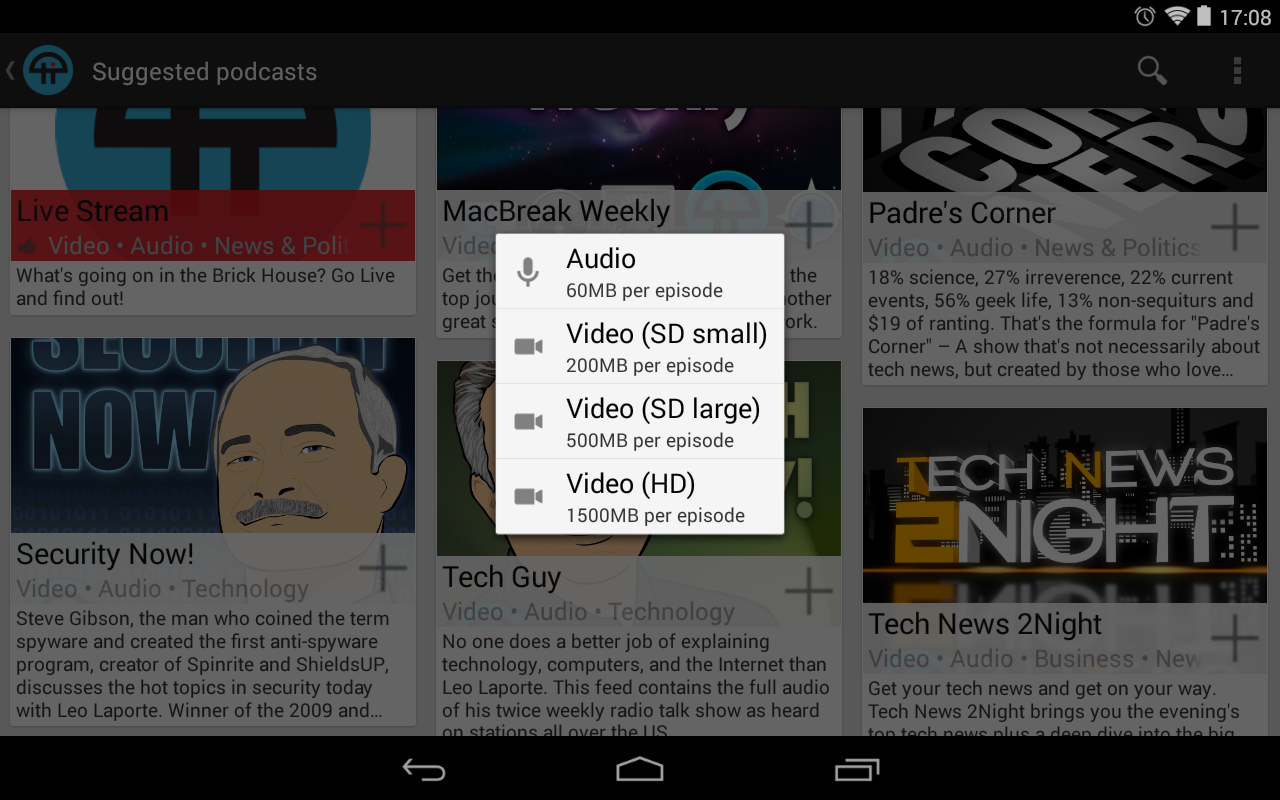 17:08
Suggested podcasts
Weekly
CORNERS
Live Stream
Video • Audio • News & Polit
What's going on in the Brick House? Go Live
and find out!
MacBreak Weekly
Video
Get the
the
top jou
nother
great s
ork.
Padre's Corner
Video • Audio • News & Politics
18% science, 27% irreverence, 22% current
events, 56% geek life, 13% non-sequiturs and
$19 of ranting. That's the formula for "Padre's
Corner" – A show that's not necessarily about
tech news, but created by those who love…
Audio
60MB per episode
Video (SD small)
200MB per episode
Video (SD large)
500MB per episode
Video (HD)
1500MB per episode
SECURITY
NOW
Security Now!
Video • Audio • Technology
Steve Gibson, the man who coined the term
spyware and created the first anti-spyware
program, creator of Spinrite and ShieldsUP,
discusses the hot topics in security today
with Leo Laporte. Winner of the 2009 and…
H
Y!
Tech Guy
Video • Audio • Technology
No one does a better job of explaining
technology, computers, and the Internet than
Leo Laporte. This feed contains the full audio
of his twice weekly radio talk show as heard
on stations all over the US.
TECH NEWS
2NIGHT
Tech News 2Night
Video • Audio • Business • New
Get your tech news and get on your way.
Tech News 2Night brings you the evening's
top tech news plus a deep dive into the big